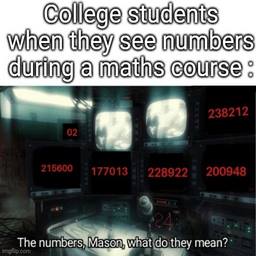 College students
when they see numbers
during a maths course :
238212
02
215600
177013
228922
200948
24
The numbers, Mason, what do they mean?
imgflip.com